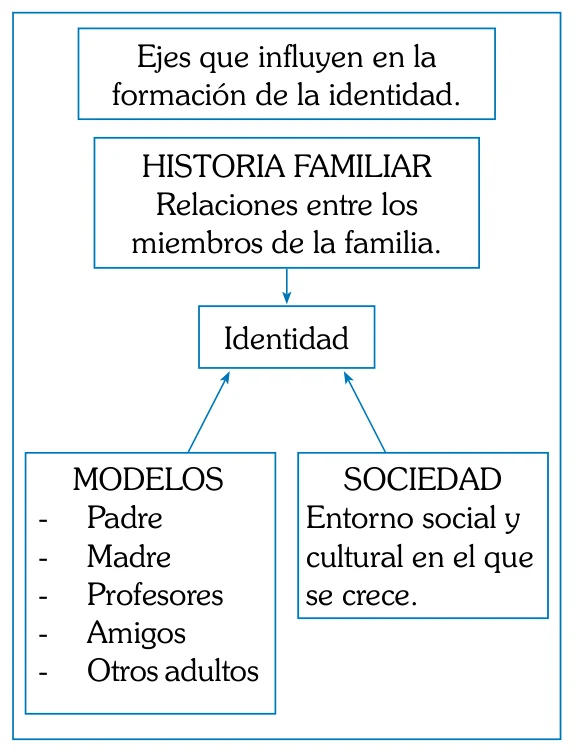 Ejes que influyen en la
formación de la identidad.
HISTORIA FAMILIAR
Relaciones entre los
miembros de la familia.
Identidad
MODELOS
- Padre
- Madre
- Profesores
- Amigos
- Otros adultos
SOCIEDAD
Entorno social y
cultural en el que
se crece.